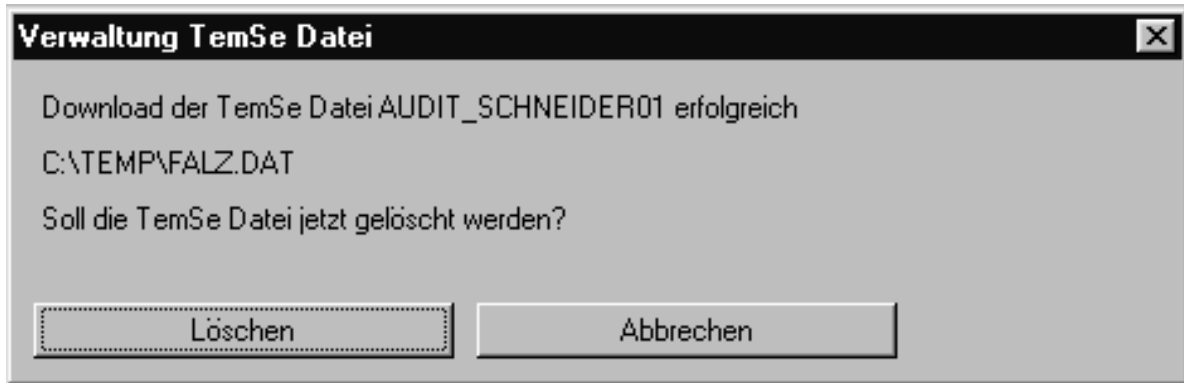 Verwaltung TemSe Datei
Download der TemSe Datei AUDIT_SCHNEIDER01 erfolgreich
C:\TEMP\FALZ.DAT
Soll die TemSe Datei jetzt gelöscht werden?
Löschen Abbrechen